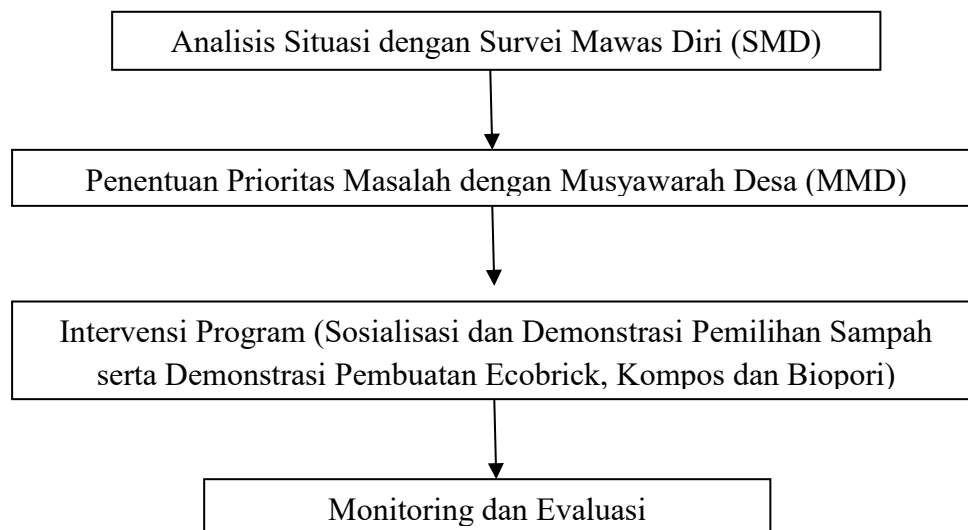 Analisis Situasi dengan Survei Mawas Diri (SMD)
Penentuan Prioritas Masalah dengan Musyawarah Desa (MMD)
Intervensi Program (Sosialisasi dan Demonstrasi Pemilihan Sampah
serta Demonstrasi Pembuatan Ecobrick, Kompos dan Biopori)
Monitoring dan Evaluasi